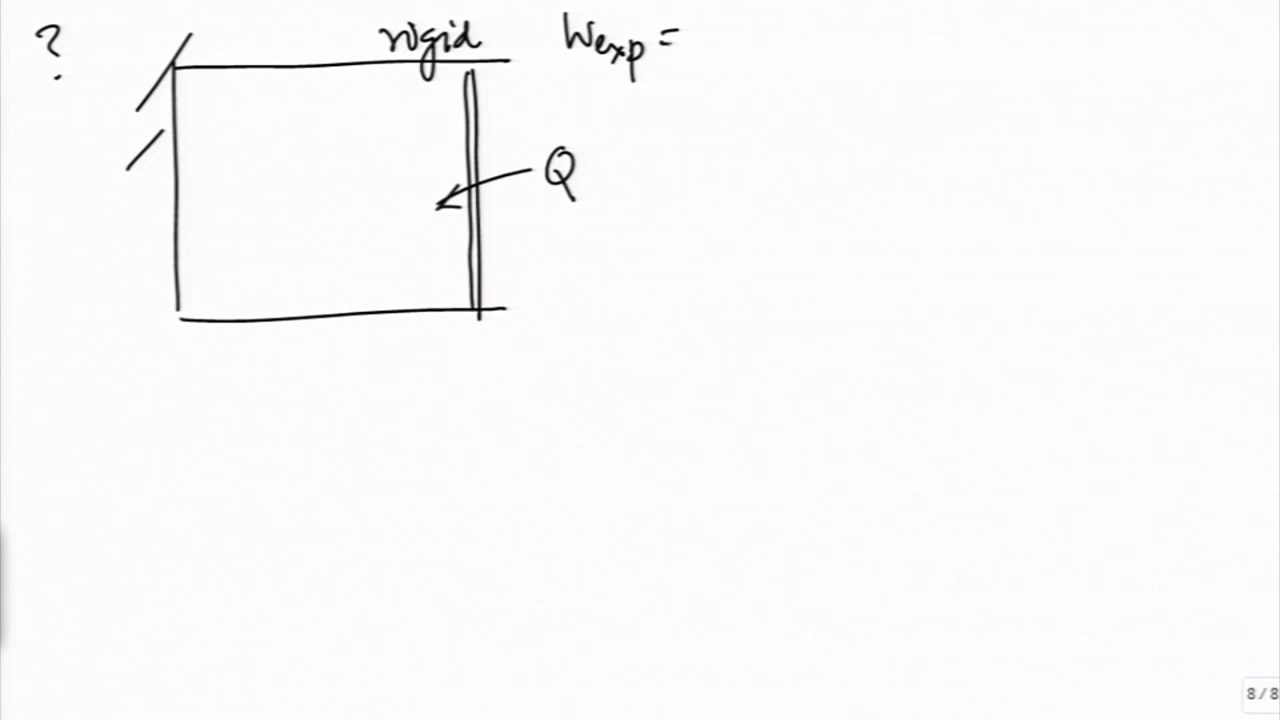 ?
rigid
Wexp =
Q
8/8